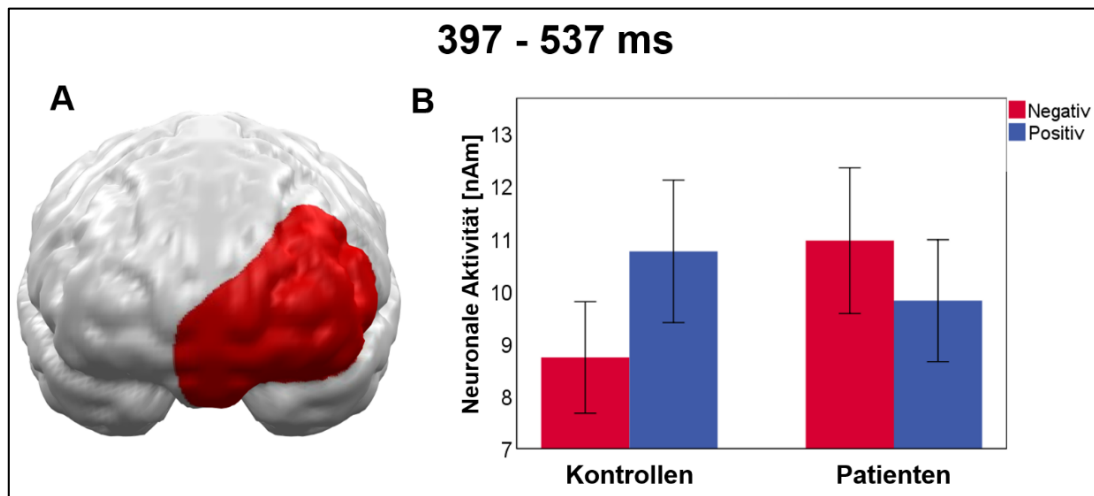 397 - 537 ms
A
B
Neuronale Aktivität [nAm]
13
12
11
10
9
8
7
Kontrollen
Patienten
Negativ
Positiv